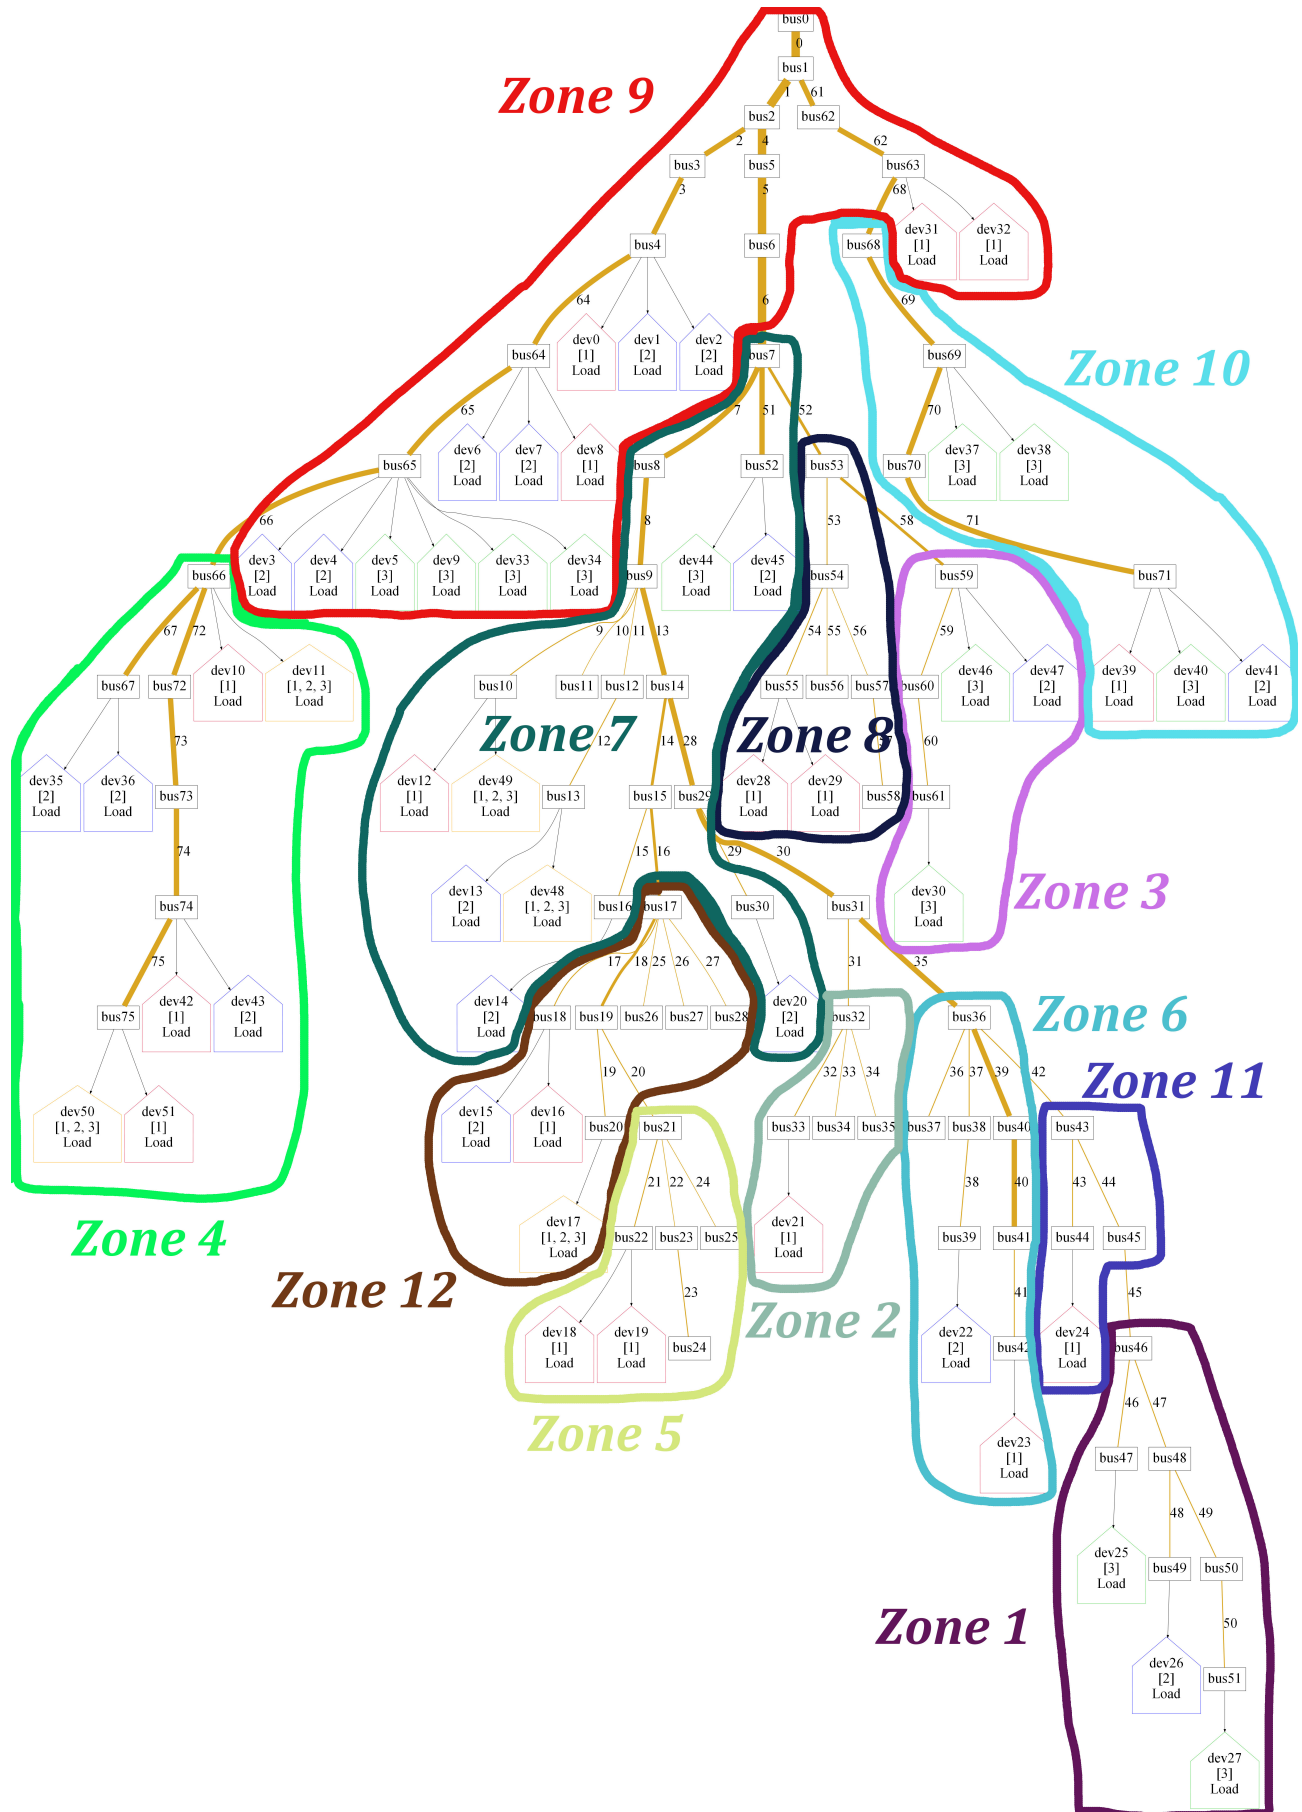 bus0
0
bus1
Zone 9
1
61
bus2
bus62
2
4
62
bus3
bus5
bus63
3
5
68
dev31
[1]
Load
dev32
[1]
Load
bus4
bus6
bus68
64
6
69
dev0
[1]
Load
dev1
[2]
Load
dev2
[2]
Load
bus64
bus7
bus69
Zone 10
65
7
51
52
70
dev6
[2]
Load
dev7
[2]
Load
dev8
[1]
Load
dev37
[3]
Load
dev38
[3]
Load
bus65
bus8
bus52
bus53
bus70
66
8
53
58
71
dev3
[2]
Load
dev4
[2]
Load
dev5
[3]
Load
dev9
[3]
Load
dev33
[3]
Load
dev34
[3]
Load
dev44
[3]
Load
dev45
[2]
Load
bus66
bus9
bus54
bus59
bus71
67
72
9
10
11
13
54
55
56
59
dev10
[1]
Load
dev11
[1, 2, 3]
Load
dev46
[3]
Load
dev47
[2]
Load
dev39
[1]
Load
dev40
[3]
Load
dev41
[2]
Load
bus67
bus72
bus10
bus11
bus12
bus14
bus55
bus56
bus57
bus60
Zone 7
Zone 8
73
12
14
28
57
60
dev35
[2]
Load
dev36
[2]
Load
dev12
[1]
Load
dev49
[1, 2, 3]
Load
dev28
[1]
Load
dev29
[1]
Load
bus73
bus13
bus15
bus29
bus58
bus61
74
15
16
29
30
Zone 3
dev13
[2]
Load
dev48
[1, 2, 3]
Load
dev30
[3]
Load
bus74
bus16
bus17
bus30
bus31
75
17
18
25
26
27
31
35
dev42
[1]
Load
dev43
[2]
Load
dev14
[2]
Load
dev20
[2]
Load
bus75
bus18
bus19
bus26
bus27
bus28
bus32
bus36
Zone 6
19
20
32
33
34
36
37
39
42
Zone 11
dev50
[1, 2, 3]
Load
dev51
[1]
Load
dev15
[2]
Load
dev16
[1]
Load
bus20
bus21
bus33
bus34
bus35
bus37
bus38
bus40
bus43
21
22
24
38
40
43
44
dev17
[1, 2, 3]
Load
dev21
[1]
Load
bus22
bus23
bus25
bus39
bus41
bus44
bus45
Zone 4
Zone 12
23
41
45
Zone 2
dev18
[1]
Load
dev19
[1]
Load
bus24
dev22
[2]
Load
bus42
dev24
[1]
Load
bus46
46
47
Zone 5
dev23
[1]
Load
bus47
bus48
48
49
dev25
[3]
Load
bus49
bus50
Zone 1
50
dev26
[2]
Load
bus51
dev27
[3]
Load